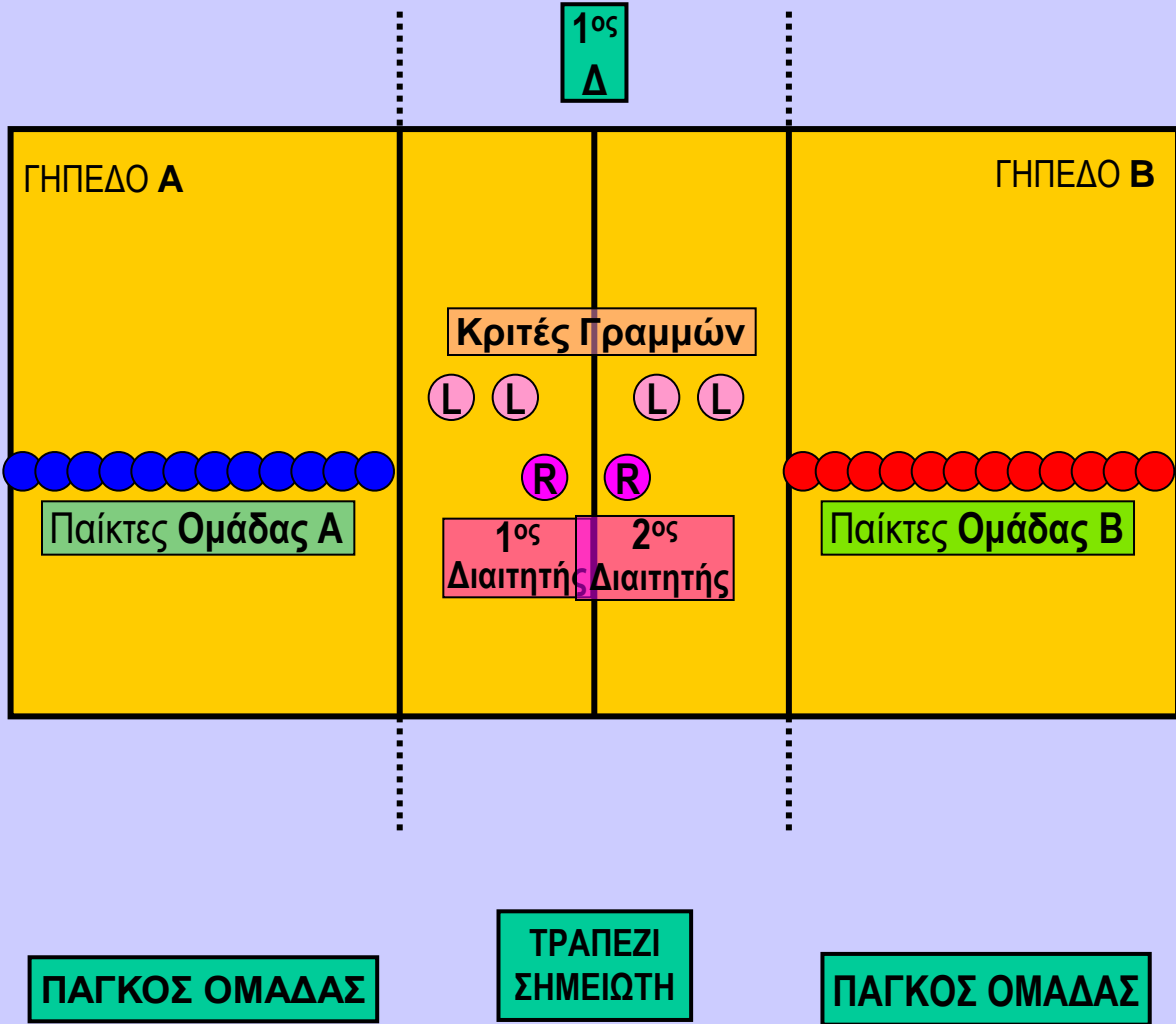 1ος
Δ
ΓΗΠΕΔΟ Α
ΓΗΠΕΔΟ Β
Κριτές Γραμμών
L L L L
R R
Παίκτες Ομάδας Α
1ος
Διαιτητής
2ος
Διαιτητής
Παίκτες Ομάδας Β
ΠΑΓΚΟΣ ΟΜΑΔΑΣ
ΤΡΑΠΕΖΙ
ΣΗΜΕΙΩΤΗ
ΠΑΓΚΟΣ ΟΜΑΔΑΣ